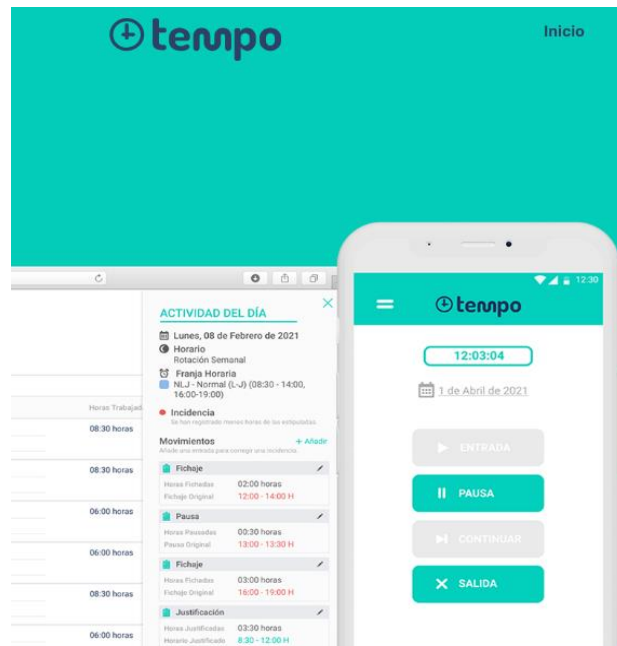 tempo
Inicio
ACTIVIDAD DEL DÍA
Lunes, 08 de Febrero de 2021
Horario
Rotación Semanal
Franja Horaria
NLJ - Normal (L-J) (08:30 - 14:00,
16:00-19:00)
Incidencia
Se han registrado menos horas de las estipuladas.
Movimientos
+ Añadir
Añade una entrada para corregir una incidencia.
Fichaje
Horas Fichadas 02:00 horas
Fichaje Original 12:00 - 14:00 H
Pausa
Horas Pausadas 00:30 horas
Pausa Original 13:00 - 13:30 H
Fichaje
Horas Fichadas 03:00 horas
Fichaje Original 16:00 - 19:00 H
Justificación
Horas Justificadas 03:30 horas
Horario Justificado 8:30 - 12:00 H
Horas Trabajad
08:30 horas
08:30 horas
06:00 horas
06:00 horas
08:30 horas
06:00 horas
12:30
tempo
12:03:04
1 de Abril de 2021
ENTRADA
PAUSA
CONTINUAR
SALIDA